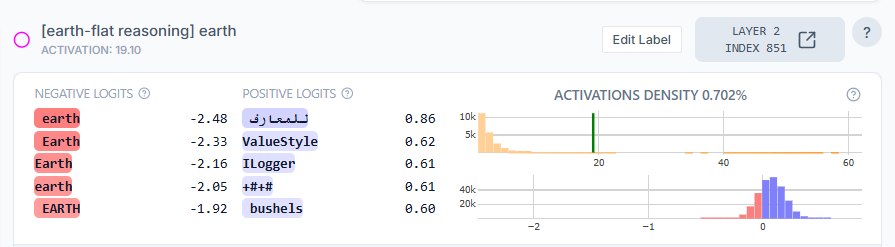 [earth-flat reasoning] earth
ACTIVATION: 19.10
Edit Label
LAYER 2
INDEX 851
?
NEGATIVE LOGITS ?
earth -2.48
Earth -2.33
Earth -2.16
earth -2.05
EARTH -1.92
POSITIVE LOGITS ?
للمعارف 0.86
ValueStyle 0.62
ILogger 0.61
+#+# 0.61
bushels 0.60
ACTIVATIONS DENSITY 0.702%
?
10k
5k
20
40
60
40k
20k
−2
−1
0